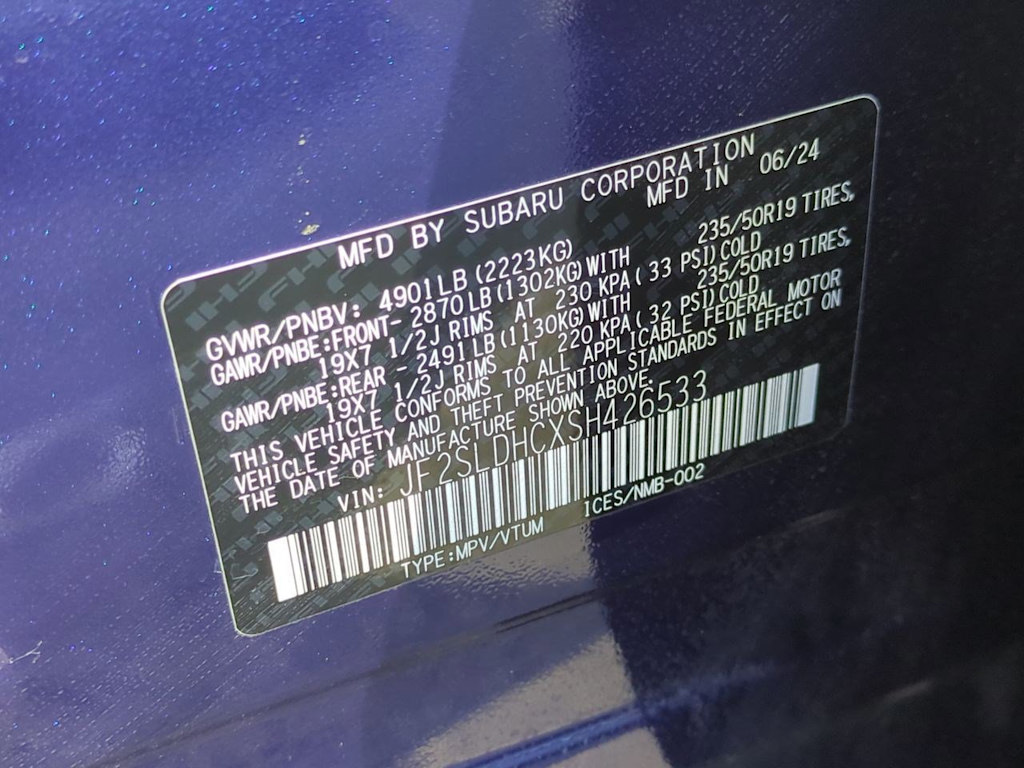 MFD BY SUBARU CORPORATION
MFD IN 06/24
GVWR/PNBV: 4901LB (2223KG)
GAWR/PNBE:FRONT- 2870LB (1302KG) WITH 235/50R19 TIRES,
19X7 1/2J RIMS AT 230 KPA ( 33 PSI) COLD
GAWR/PNBE:REAR - 2491LB (1130KG) WITH 235/50R19 TIRES,
19X7 1/2J RIMS AT 220 KPA ( 32 PSI) COLD
THIS VEHICLE CONFORMS TO ALL APPLICABLE FEDERAL MOTOR
VEHICLE SAFETY AND THEFT PREVENTION STANDARDS IN EFFECT ON
THE DATE OF MANUFACTURE SHOWN ABOVE.
VIN: JF2SLDHCXSH426533
TYPE:MPV/VTUM ICES/NMB-002